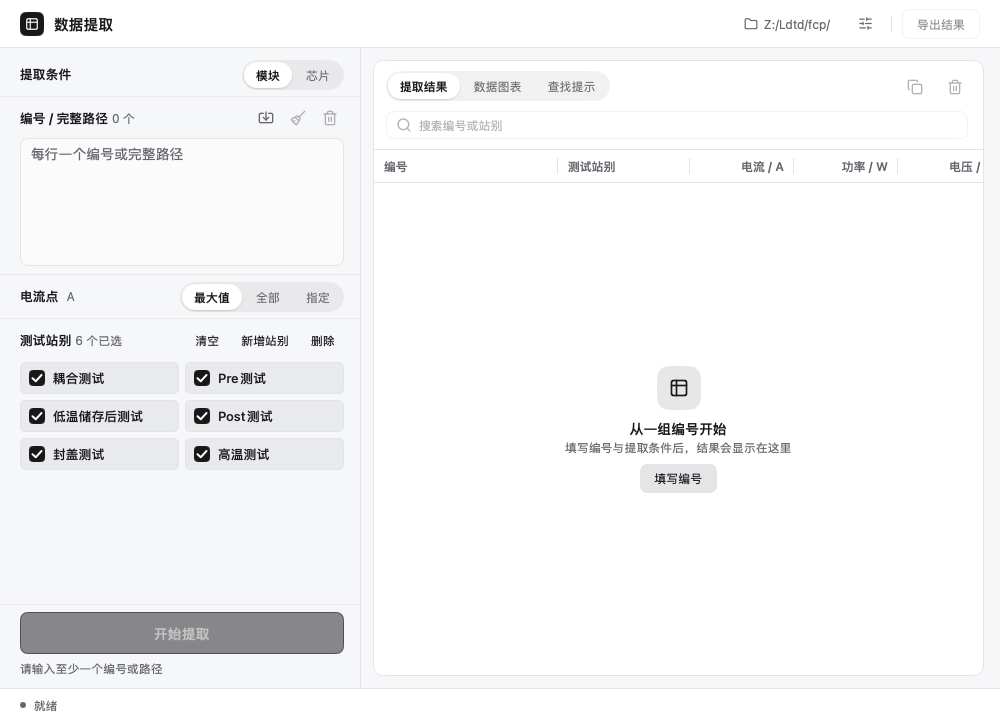 数据提取
Z:/Ldtd/fcp/
导出结果
提取条件
模块
芯片
编号 / 完整路径 0 个
每行一个编号或完整路径
电流点 A
最大值
全部
指定
测试站别 6 个已选
清空
新增站别
删除
耦合测试
Pre 测试
低温储存后测试
Post 测试
封盖测试
高温测试
开始提取
请输入至少一个编号或路径
就绪
提取结果
数据图表
查找提示
搜索编号或站别
编号
测试站别
电流 / A
功率 / W
电压 /
从一组编号开始
填写编号与提取条件后，结果会显示在这里
填写编号